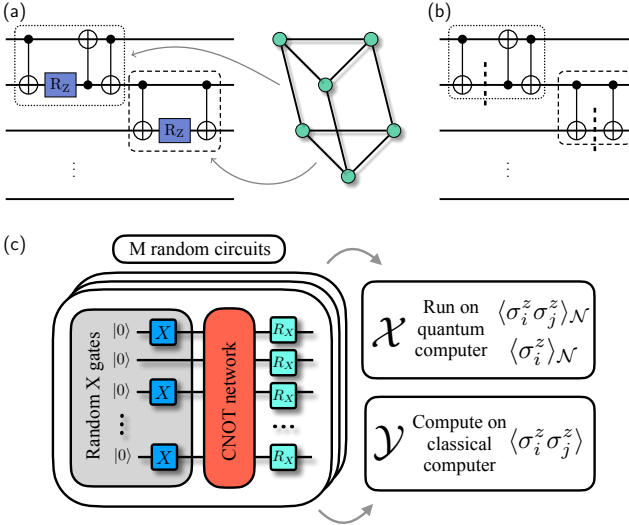 (a)
(b)
R_Z
R_Z
⋮
⋮
(c)
M random circuits
Random X gates
CNOT network
|0⟩ X R_X
|0⟩ R_X
|0⟩ X R_X
... ...
|0⟩ X R_X
𝒳 Run on quantum computer
⟨σ_i^z σ_j^z⟩_𝒩
⟨σ_i^z⟩_𝒩
𝒴 Compute on classical computer
⟨σ_i^z σ_j^z⟩